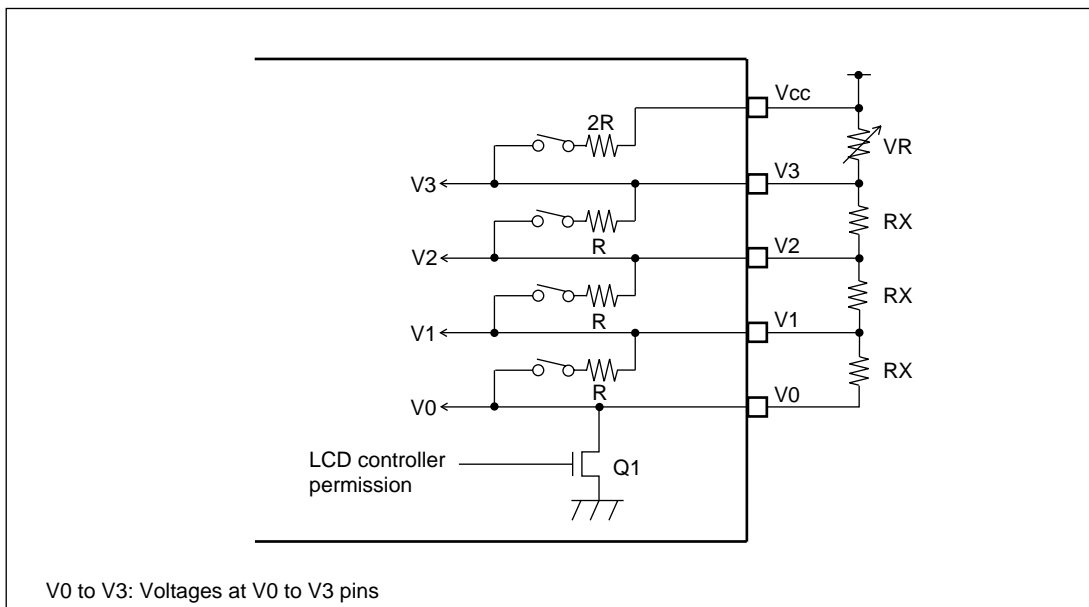 Vcc
2R
VR
V3
V3
R
RX
V2
V2
R
RX
V1
V1
R
RX
V0
V0
LCD controller
permission
Q1
V0 to V3: Voltages at V0 to V3 pins